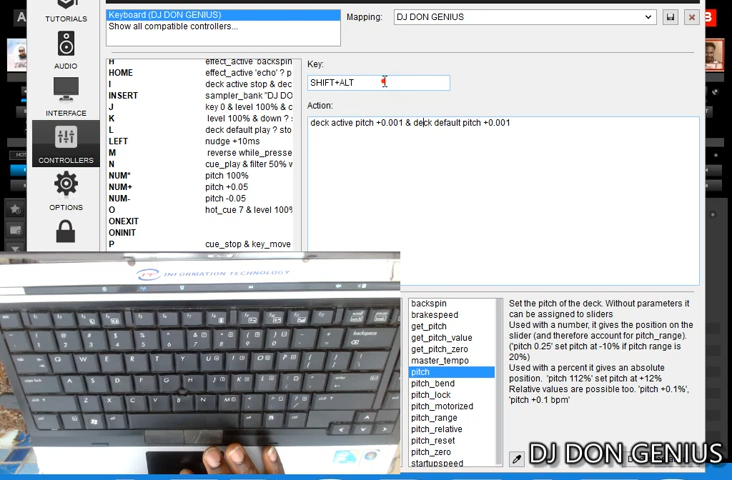 TUTORIALS
AUDIO
INTERFACE
CONTROLLERS
OPTIONS
Keyboard (DJ DON GENIUS)
Show all compatible controllers...
Mapping:
DJ DON GENIUS
H effect_active 'backspin'
HOME effect_active 'echo' ? p
I deck active stop & dec
INSERT sampler_bank "DJ DO
J key 0 & level 100% & c
K level 100% & down ? s
L deck default play ? sto
LEFT nudge +10ms
M reverse while_presse
N cue_play & filter 50% w
NUM* pitch 100%
NUM+ pitch +0.05
NUM- pitch -0.05
O hot_cue 7 & level 100%
ONEXIT
ONINIT
P cue_stop & key_move
Key:
SHIFT+ALT
Action:
deck active pitch +0.001 & deck default pitch +0.001
INFORMATION TECHNOLOGY
backspin
brakespeed
get_pitch
get_pitch_value
get_pitch_zero
master_tempo
pitch
pitch_bend
pitch_lock
pitch_motorized
pitch_range
pitch_relative
pitch_reset
pitch_zero
startupspeed
Set the pitch of the deck. Without parameters it
can be assigned to sliders
Used with a number, it gives the position on the
slider (and therefore account for pitch_range).
('pitch 0.25' set pitch at -10% if pitch range is
20%)
Used with a percent it gives an absolute
position. 'pitch 112%' set pitch at +12%
Relative values are possible too. 'pitch +0.1%',
'pitch +0.1 bpm'
DJ DON GENIUS